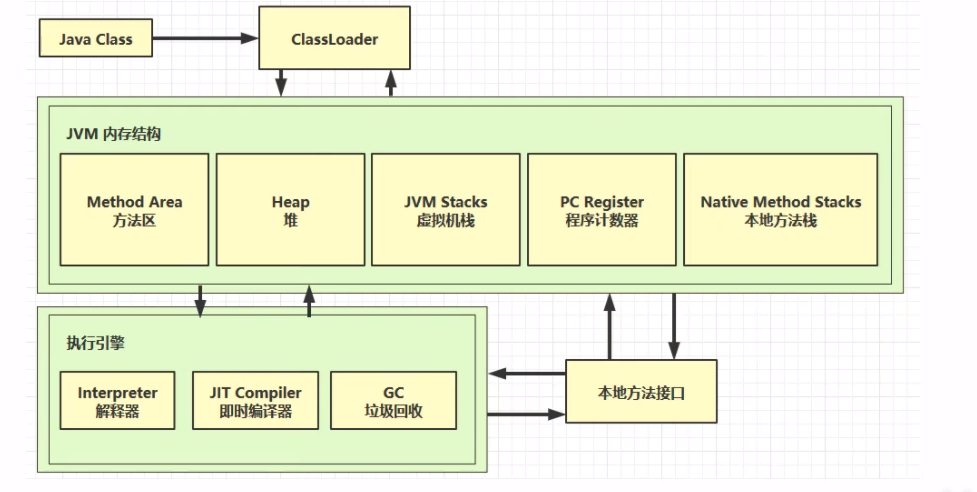 Java Class
ClassLoader
JVM 内存结构
Method Area
方法区
Heap
堆
JVM Stacks
虚拟机栈
PC Register
程序计数器
Native Method Stacks
本地方法栈
执行引擎
Interpreter
解释器
JIT Compiler
即时编译器
GC
垃圾回收
本地方法接口